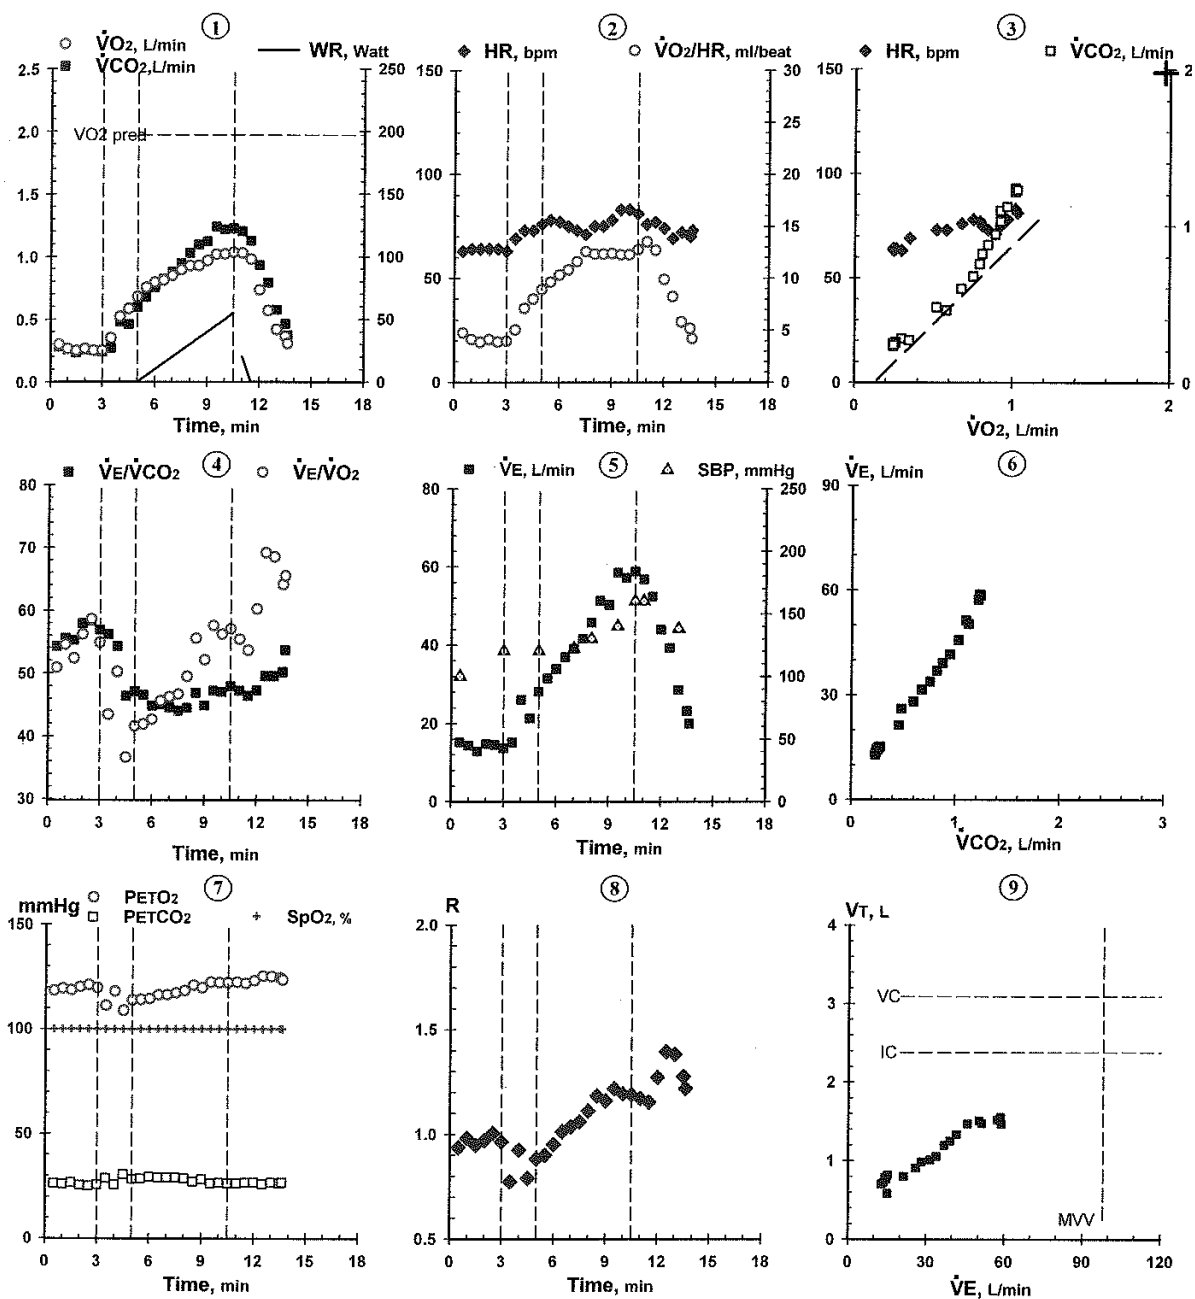 1
V̇O2, L/min
V̇CO2, L/min
WR, Watt
2.5
2.0
1.5
1.0
0.5
0.0
250
200
150
100
50
0
VO2 pred
0 3 6 9 12 15 18
Time, min
2
HR, bpm
V̇O2/HR, ml/beat
150
100
50
0
30
25
20
15
10
5
0
0 3 6 9 12 15 18
Time, min
3
HR, bpm
V̇CO2, L/min
150
100
50
0
2
1
0
0 1 2
V̇O2, L/min
4
V̇E/V̇CO2
V̇E/V̇O2
80
70
60
50
40
30
0 3 6 9 12 15 18
Time, min
5
V̇E, L/min
SBP, mmHg
80
60
40
20
0
250
200
150
100
50
0
0 3 6 9 12 15 18
Time, min
6
V̇E, L/min
90
60
30
0
0 1 2 3
V̇CO2, L/min
7
mmHg
PETO2
PETCO2
SpO2, %
150
100
50
0
0 3 6 9 12 15 18
Time, min
8
R
2.0
1.5
1.0
0.5
0 3 6 9 12 15 18
Time, min
9
VT, L
4
3
2
1
0
VC
IC
MVV
0 30 60 90 120
V̇E, L/min